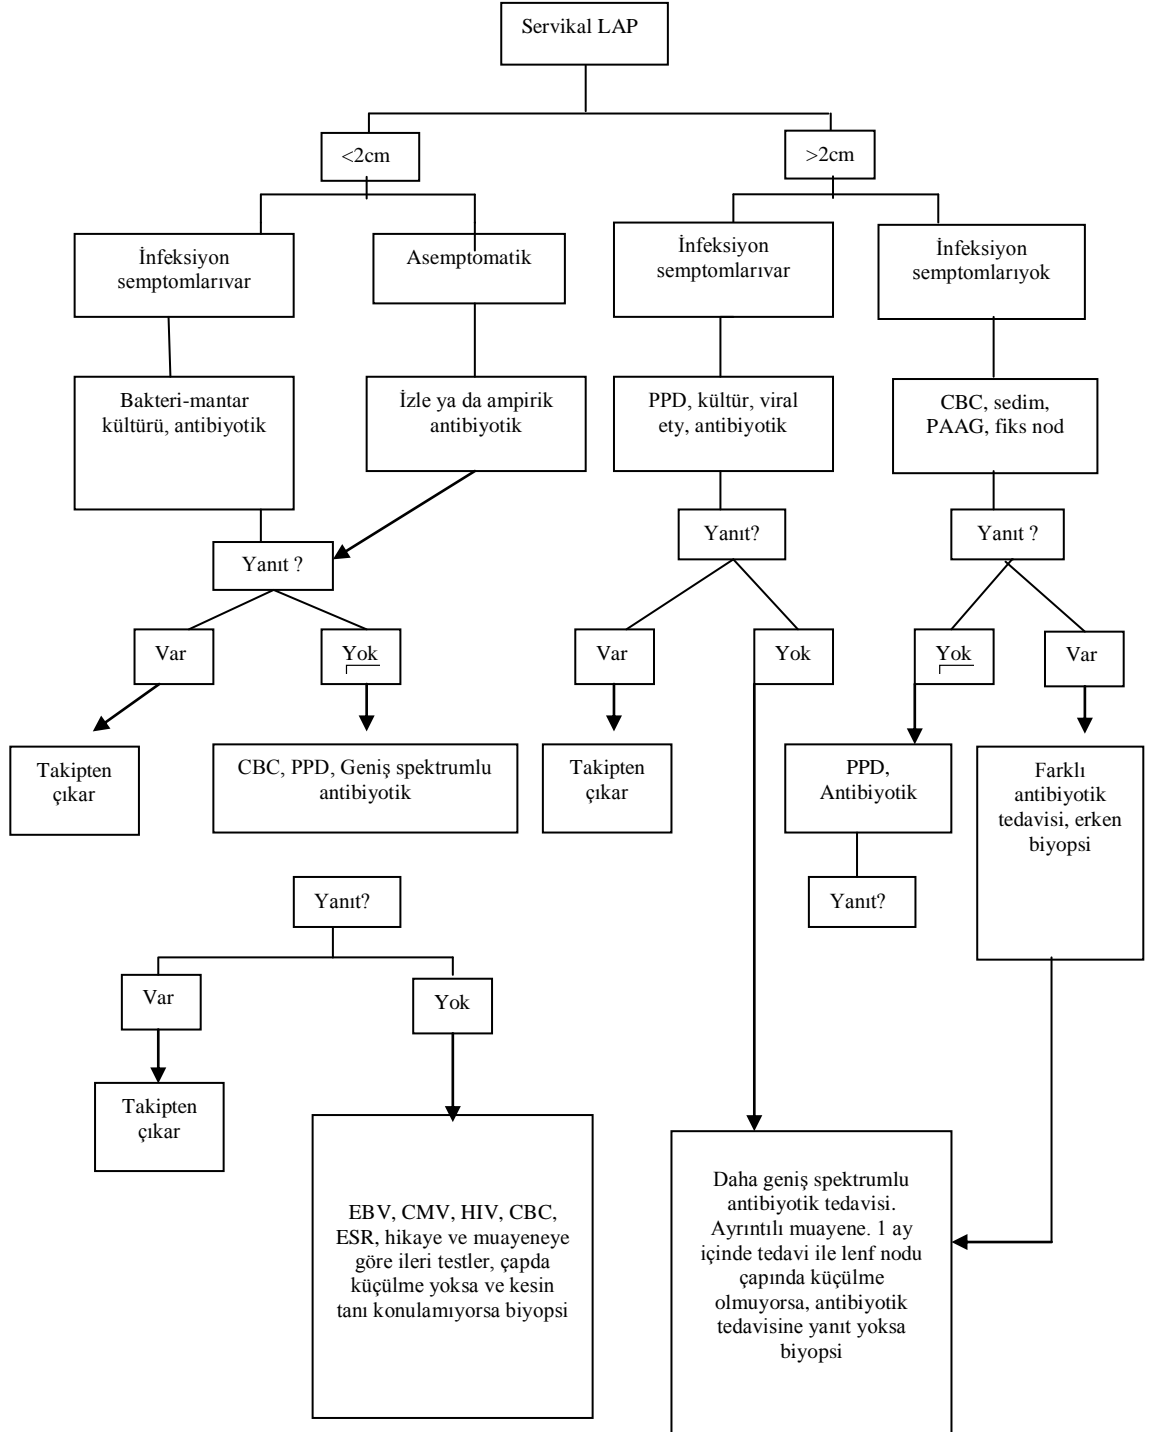 Servikal LAP
<2cm
>2cm
İnfeksiyon
semptomlarıvar
Asemptomatik
İnfeksiyon
semptomlarıvar
İnfeksiyon
semptomlarıyok
Bakteri-mantar
kültürü, antibiyotik
İzle ya da ampirik
antibiyotik
PPD, kültür, viral
ety, antibiyotik
CBC, sedim,
PAAG, fiks nod
Yanıt ?
Yanıt?
Yanıt ?
Var
Yok
Var
Yok
Yok
Var
Takipten
çıkar
CBC, PPD, Geniş spektrumlu
antibiyotik
Takipten
çıkar
PPD,
Antibiyotik
Farklı
antibiyotik
tedavisi, erken
biyopsi
Yanıt?
Yanıt?
Var
Yok
Takipten
çıkar
EBV, CMV, HIV, CBC,
ESR, hikaye ve muayeneye
göre ileri testler, çapda
küçülme yoksa ve kesin
tanı konulamıyorsa biyopsi
Daha geniş spektrumlu
antibiyotik tedavisi.
Ayrıntılı muayene. 1 ay
içinde tedavi ile lenf nodu
çapında küçülme
olmuyorsa, antibiyotik
tedavisine yanıt yoksa
biyopsi